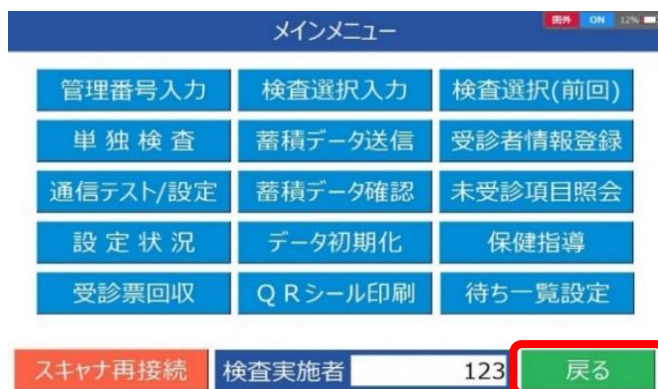 メインメニュー 圏外 ON 12%
管理番号入力 検査選択入力 検査選択(前回)
単独検査 蓄積データ送信 受診者情報登録
通信テスト/設定 蓄積データ確認 未受診項目照会
設定状況 データ初期化 保健指導
受診票回収 QRシール印刷 待ち一覧設定
スキャナ再接続 検査実施者 123 戻る